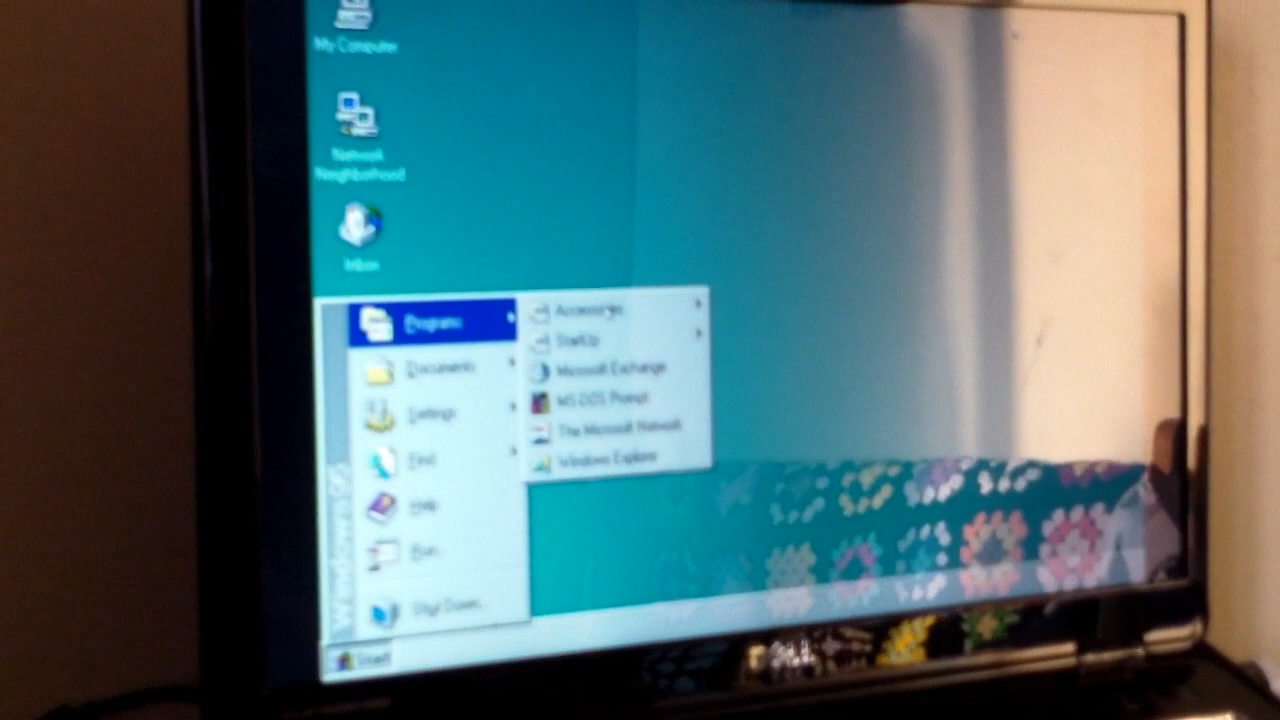 My Computer
Network
Neighborhood
Inbox
Programs
Documents
Settings
Find
Help
Run...
Shut Down...
Windows95
Accessories
StartUp
Microsoft Exchange
MS-DOS Prompt
The Microsoft Network
Windows Explorer
Start